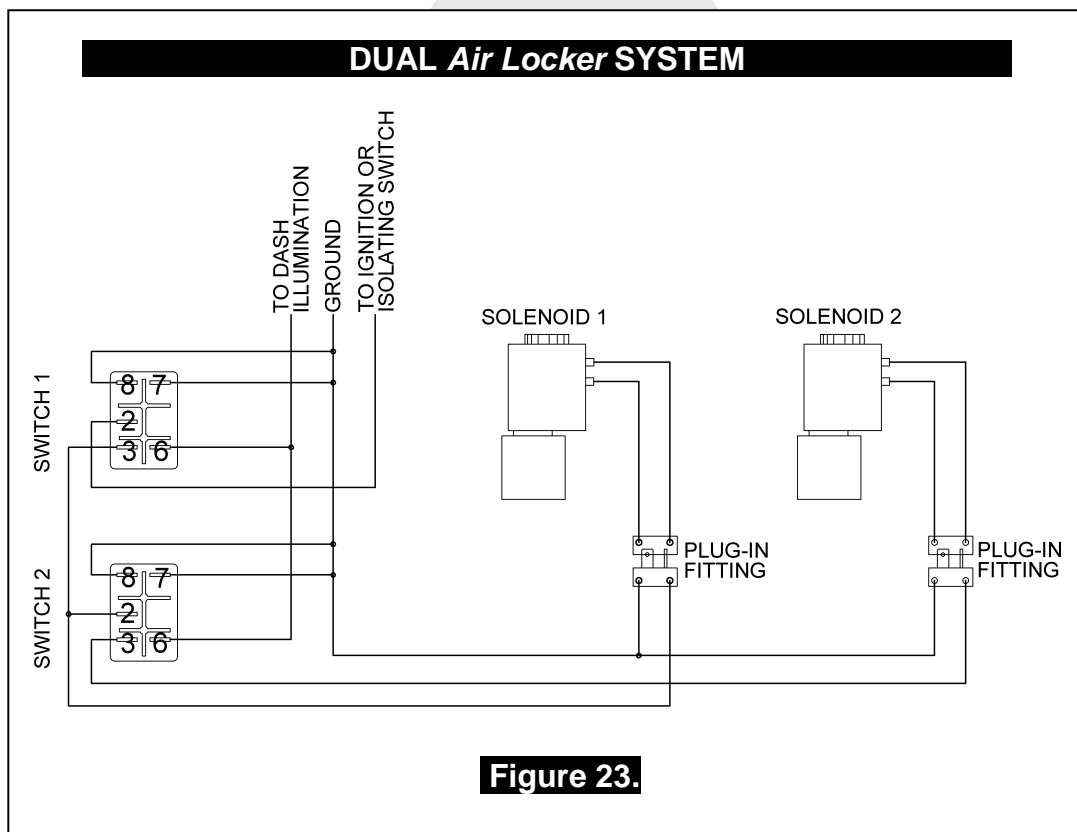 DUAL Air Locker SYSTEM
TO DASH
ILLUMINATION
GROUND
TO IGNITION OR
ISOLATING SWITCH
SOLENOID 1
SOLENOID 2
SWITCH 1
8 7
2
3 6
SWITCH 2
8 7
2
3 6
PLUG-IN
FITTING
PLUG-IN
FITTING
Figure 23.